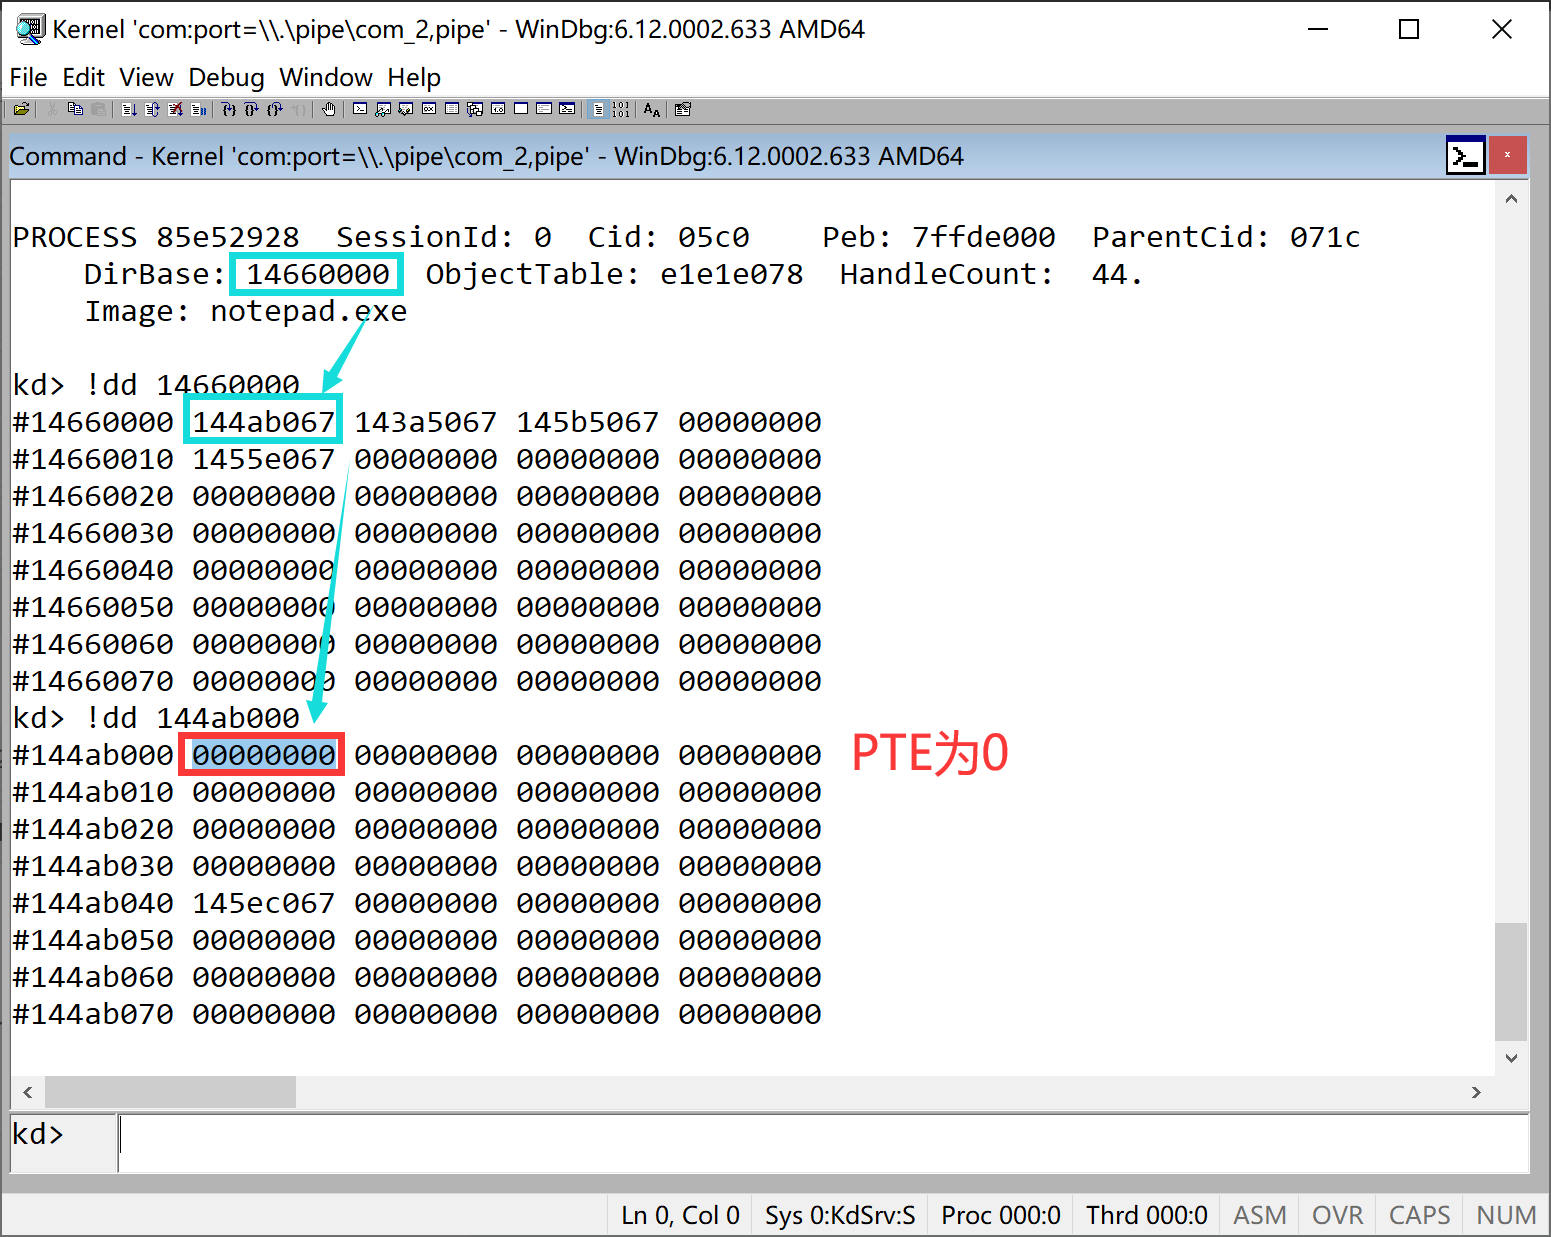 Kernel 'com:port=\\.\pipe\com_2,pipe' - WinDbg:6.12.0002.633 AMD64
File Edit View Debug Window Help
Command - Kernel 'com:port=\\.\pipe\com_2,pipe' - WinDbg:6.12.0002.633 AMD64
PROCESS 85e52928 SessionId: 0 Cid: 05c0 Peb: 7ffde000 ParentCid: 071c
DirBase: 14660000 ObjectTable: e1e1e078 HandleCount: 44.
Image: notepad.exe
kd> !dd 14660000
#14660000 144ab067 143a5067 145b5067 00000000
#14660010 1455e067 00000000 00000000 00000000
#14660020 00000000 00000000 00000000 00000000
#14660030 00000000 00000000 00000000 00000000
#14660040 00000000 00000000 00000000 00000000
#14660050 00000000 00000000 00000000 00000000
#14660060 00000000 00000000 00000000 00000000
#14660070 00000000 00000000 00000000 00000000
kd> !dd 144ab000
#144ab000 00000000 00000000 00000000 00000000 PTE为0
#144ab010 00000000 00000000 00000000 00000000
#144ab020 00000000 00000000 00000000 00000000
#144ab030 00000000 00000000 00000000 00000000
#144ab040 145ec067 00000000 00000000 00000000
#144ab050 00000000 00000000 00000000 00000000
#144ab060 00000000 00000000 00000000 00000000
#144ab070 00000000 00000000 00000000 00000000
kd>
Ln 0, Col 0 Sys 0:KdSrv:S Proc 000:0 Thrd 000:0 ASM OVR CAPS NUM